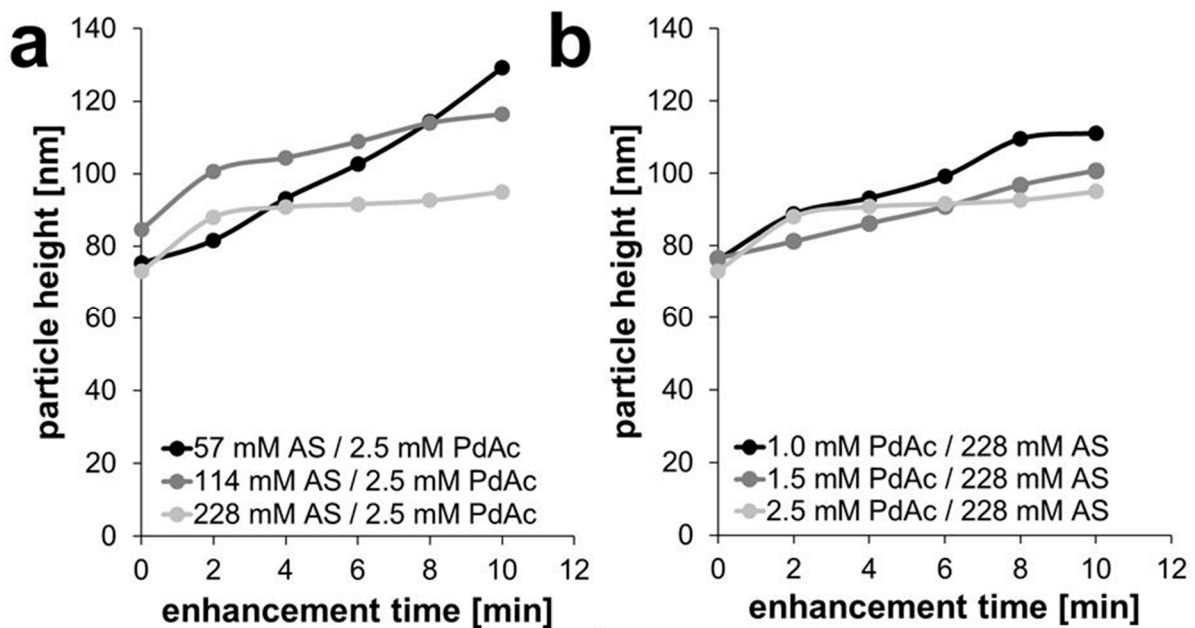 a
140
120
100
80
60
40
20
0
particle height [nm]
57 mM AS / 2.5 mM PdAc
114 mM AS / 2.5 mM PdAc
228 mM AS / 2.5 mM PdAc
0 2 4 6 8 10 12
enhancement time [min]
b
140
120
100
80
60
40
20
0
particle height [nm]
1.0 mM PdAc / 228 mM AS
1.5 mM PdAc / 228 mM AS
2.5 mM PdAc / 228 mM AS
0 2 4 6 8 10 12
enhancement time [min]